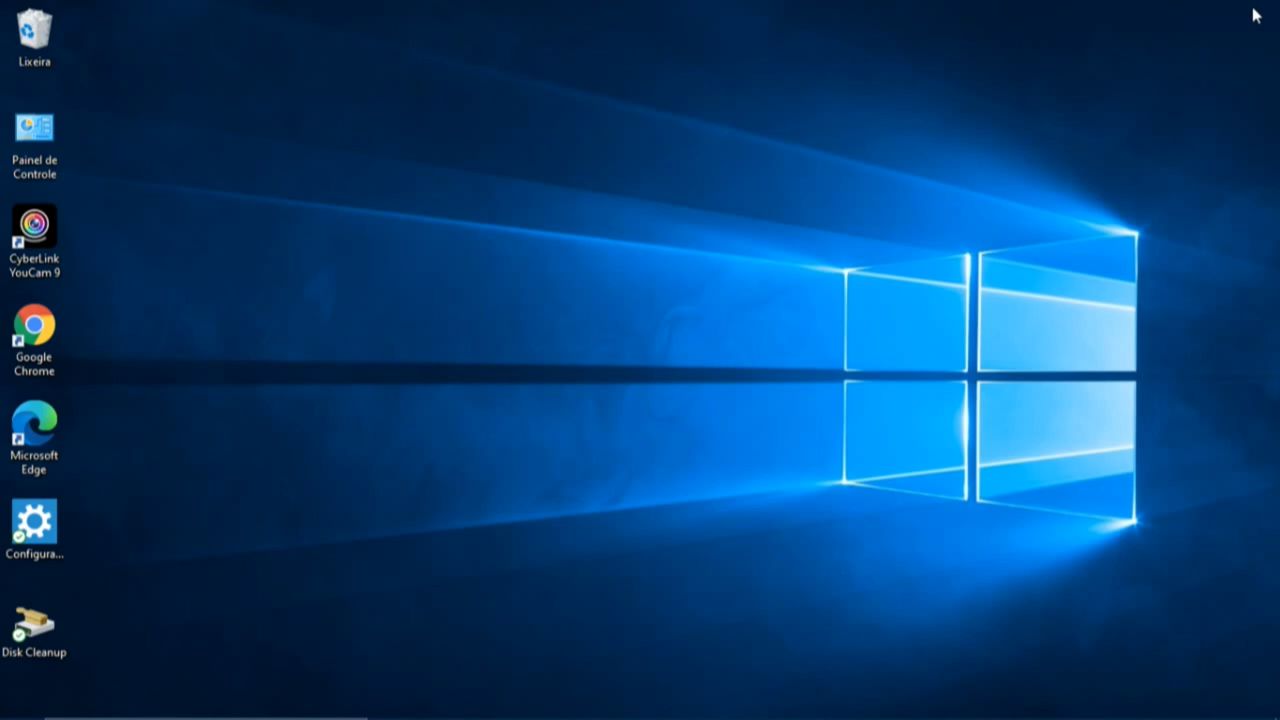 Lixeira
Painel de
Controle
CyberLink
YouCam 9
Google
Chrome
Microsoft
Edge
Configura...
Disk Cleanup